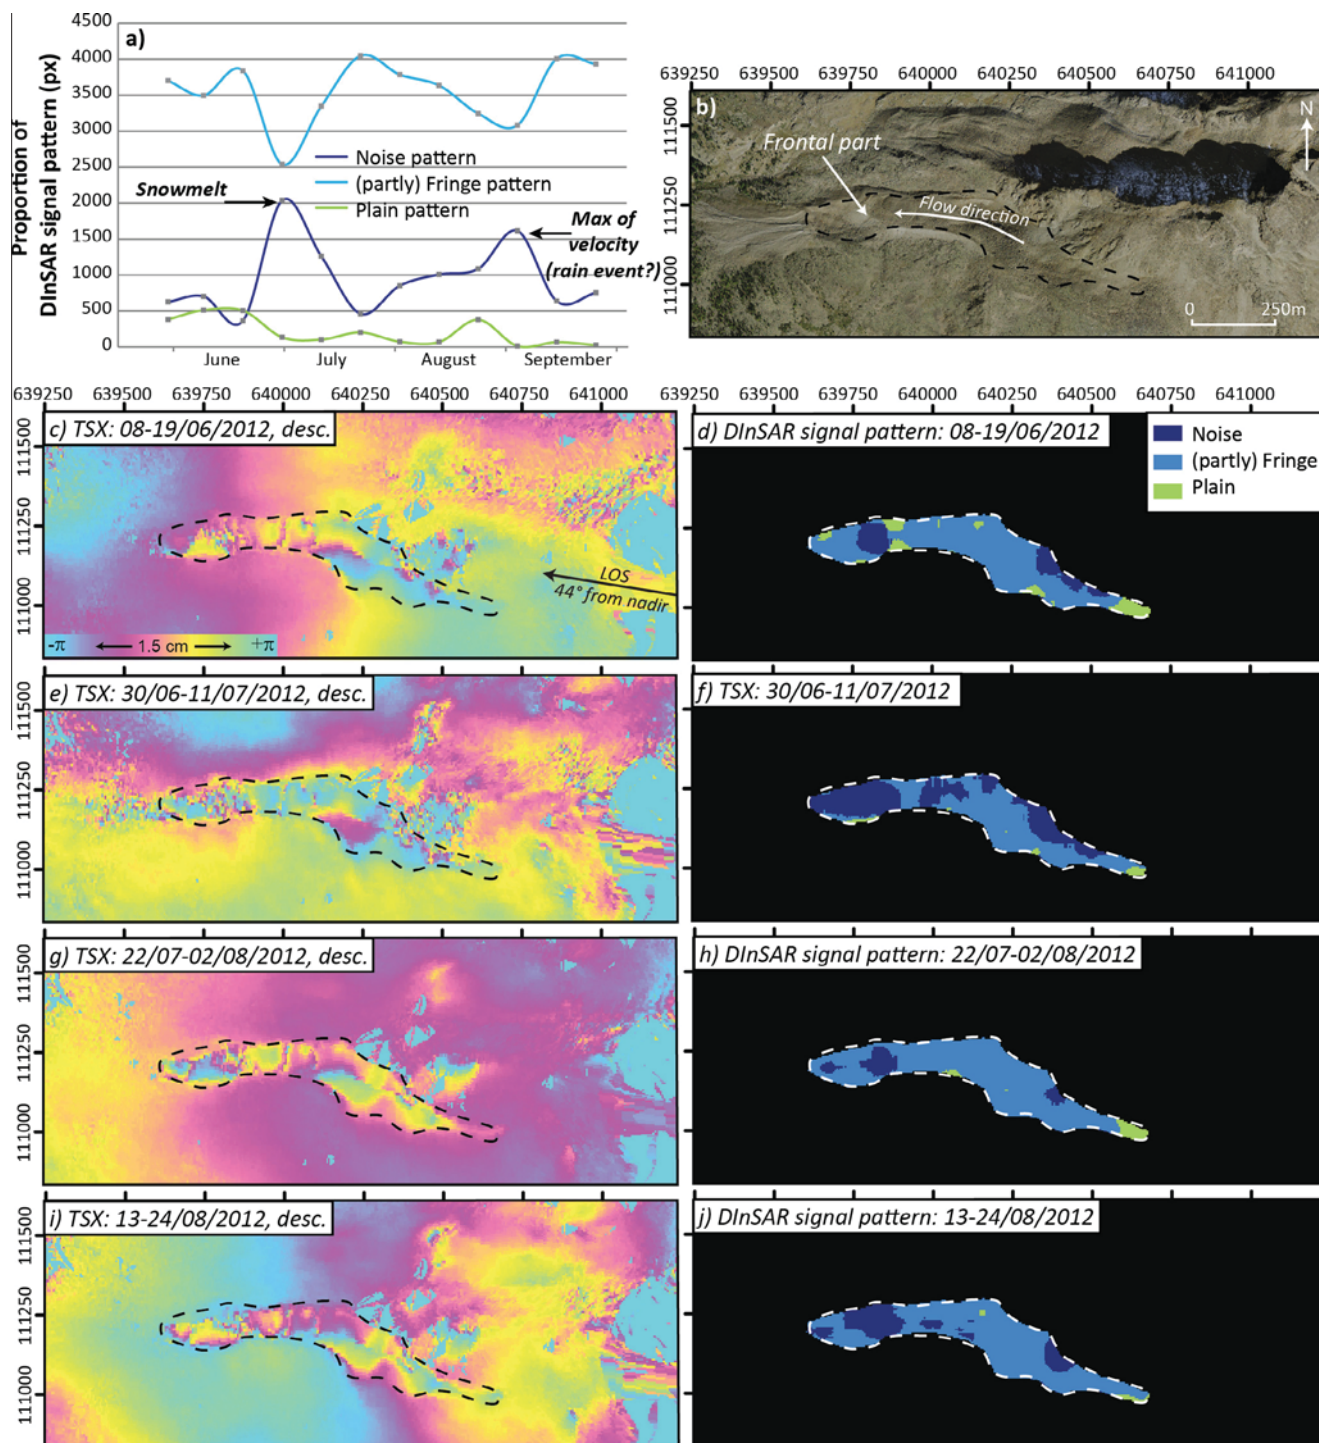 a)
4500
4000
3500
3000
2500
2000
1500
1000
500
0
Proportion of
DInSAR signal pattern (px)
Noise pattern
(partly) Fringe pattern
Plain pattern
Snowmelt
Max of
velocity
(rain event?)
June
July
August
September
639250
639500
639750
640000
640250
640500
640750
641000
b)
111500
111250
111000
Frontal part
Flow direction
N
0
250m
639250
639500
639750
640000
640250
640500
640750
641000
639250
639500
639750
640000
640250
640500
640750
641000
c) TSX: 08-19/06/2012, desc.
111500
111250
111000
LOS
44° from nadir
-π
1.5 cm
+π
d) DInSAR signal pattern: 08-19/06/2012
Noise
(partly) Fringe
Plain
e) TSX: 30/06-11/07/2012, desc.
111500
111250
111000
f) TSX: 30/06-11/07/2012
g) TSX: 22/07-02/08/2012, desc.
111500
111250
111000
h) DInSAR signal pattern: 22/07-02/08/2012
i) TSX: 13-24/08/2012, desc.
111500
111250
111000
j) DInSAR signal pattern: 13-24/08/2012